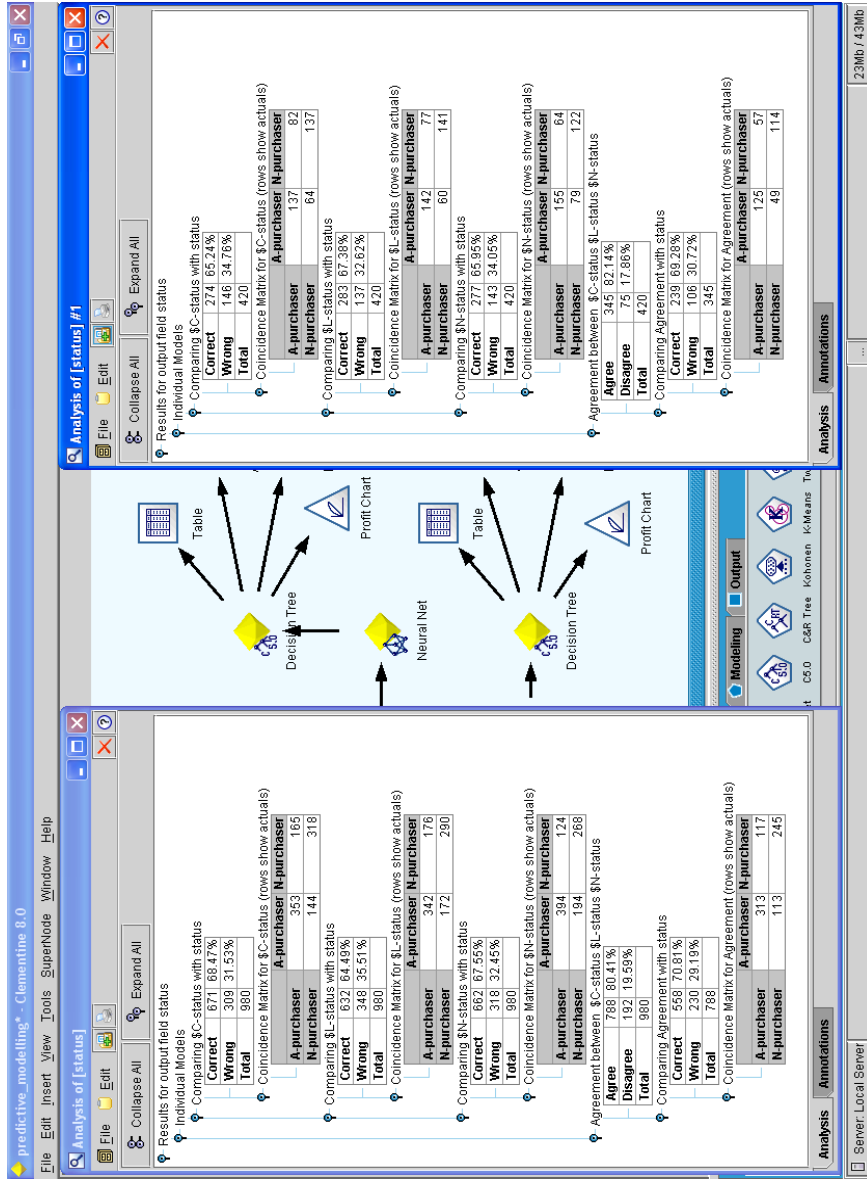 predictive_modelling* - Clementine 8.0
File Edit Insert View Tools SuperNode Window Help
Analysis of [status]
File Edit
Collapse All Expand All
Results for output field status
Individual Models
Comparing $C-status with status
Correct 671 68.47%
Wrong 309 31.53%
Total 980
Coincidence Matrix for $C-status (rows show actuals)
A-purchaser N-purchaser
A-purchaser 353 165
N-purchaser 144 318
Comparing $L-status with status
Correct 632 64.49%
Wrong 348 35.51%
Total 980
Coincidence Matrix for $L-status (rows show actuals)
A-purchaser N-purchaser
A-purchaser 342 176
N-purchaser 172 290
Comparing $N-status with status
Correct 662 67.55%
Wrong 318 32.45%
Total 980
Coincidence Matrix for $N-status (rows show actuals)
A-purchaser N-purchaser
A-purchaser 394 124
N-purchaser 194 268
Agreement between $C-status $L-status $N-status
Agree 788 80.41%
Disagree 192 19.59%
Total 980
Comparing Agreement with status
Correct 558 70.81%
Wrong 230 29.19%
Total 788
Coincidence Matrix for Agreement (rows show actuals)
A-purchaser N-purchaser
A-purchaser 313 117
N-purchaser 113 245
Analysis Annotations
Table
Decision Tree
Profit Chart
Neural Net
Table
Decision Tree
Profit Chart
Modeling Output
C5.0 C&R Tree Kohonen K-Means
Analysis of [status] #1
File Edit
Collapse All Expand All
Results for output field status
Individual Models
Comparing $C-status with status
Correct 274 65.24%
Wrong 146 34.76%
Total 420
Coincidence Matrix for $C-status (rows show actuals)
A-purchaser N-purchaser
A-purchaser 137 82
N-purchaser 64 137
Comparing $L-status with status
Correct 283 67.38%
Wrong 137 32.62%
Total 420
Coincidence Matrix for $L-status (rows show actuals)
A-purchaser N-purchaser
A-purchaser 142 77
N-purchaser 60 141
Comparing $N-status with status
Correct 277 65.95%
Wrong 143 34.05%
Total 420
Coincidence Matrix for $N-status (rows show actuals)
A-purchaser N-purchaser
A-purchaser 155 64
N-purchaser 79 122
Agreement between $C-status $L-status $N-status
Agree 345 82.14%
Disagree 75 17.86%
Total 420
Comparing Agreement with status
Correct 239 69.28%
Wrong 106 30.72%
Total 345
Coincidence Matrix for Agreement (rows show actuals)
A-purchaser N-purchaser
A-purchaser 125 57
N-purchaser 49 114
Analysis Annotations
Server: Local Server ... 23Mb / 43Mb